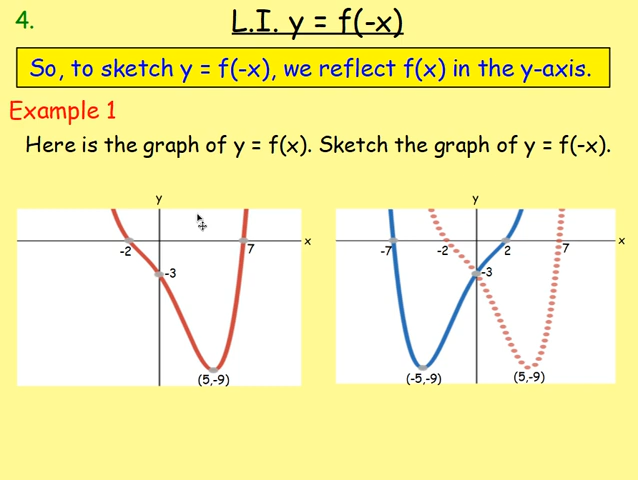 4.
L.I. y = f(-x)
So, to sketch y = f(-x), we reflect f(x) in the y-axis.
Example 1
Here is the graph of y = f(x). Sketch the graph of y = f(-x).
y
x
-2
7
-3
(5,-9)
y
x
-7
-2
2
7
-3
(-5,-9)
(5,-9)